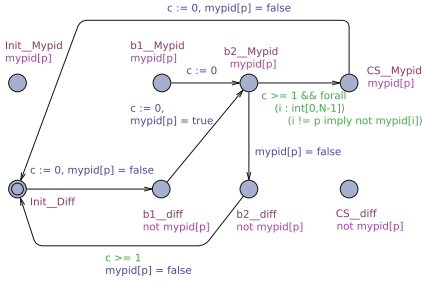 c := 0, mypid[p] = false
Init__Mypid
mypid[p]
b1__Mypid
mypid[p]
b2__Mypid
mypid[p]
CS__Mypid
mypid[p]
c := 0
c >= 1 && forall
(i : int[0,N-1])
(i != p imply not mypid[i])
c := 0,
mypid[p] = true
mypid[p] = false
c := 0, mypid[p] = false
Init__Diff
b1__diff
not mypid[p]
b2__diff
not mypid[p]
CS__diff
not mypid[p]
c >= 1
mypid[p] = false